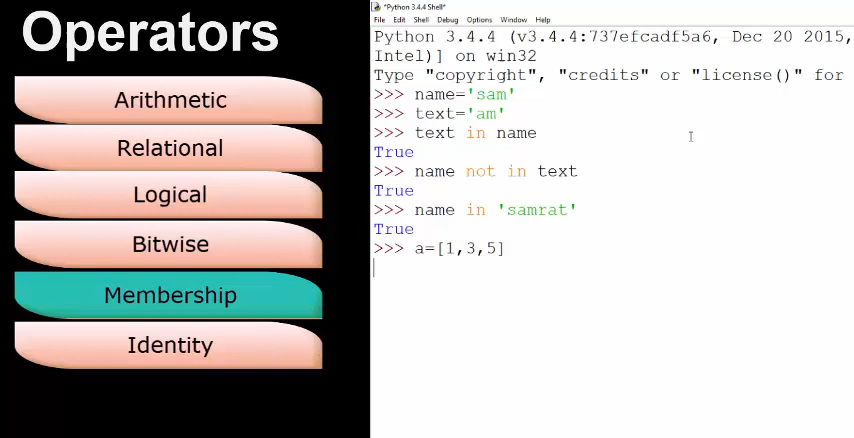 Operators
Arithmetic
Relational
Logical
Bitwise
Membership
Identity
*Python 3.4.4 Shell*
File Edit Shell Debug Options Window Help
Python 3.4.4 (v3.4.4:737efcadf5a6, Dec 20 2015,
Intel)] on win32
Type "copyright", "credits" or "license()" for
>>> name='sam'
>>> text='am'
>>> text in name
True
>>> name not in text
True
>>> name in 'samrat'
True
>>> a=[1,3,5]